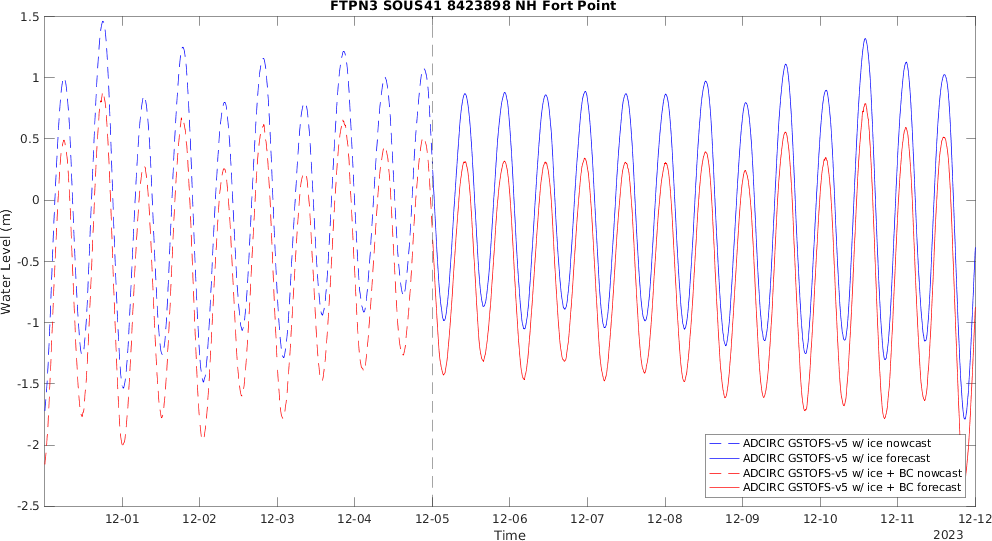 FTPN3 SOUS41 8423898 NH Fort Point
Water Level (m)
1.5
1
0.5
0
-0.5
-1
-1.5
-2
-2.5
12-01 12-02 12-03 12-04 12-05 12-06 12-07 12-08 12-09 12-10 12-11 12-12
Time
2023
ADCIRC GSTOFS-v5 w/ ice nowcast
ADCIRC GSTOFS-v5 w/ ice forecast
ADCIRC GSTOFS-v5 w/ ice + BC nowcast
ADCIRC GSTOFS-v5 w/ ice + BC forecast